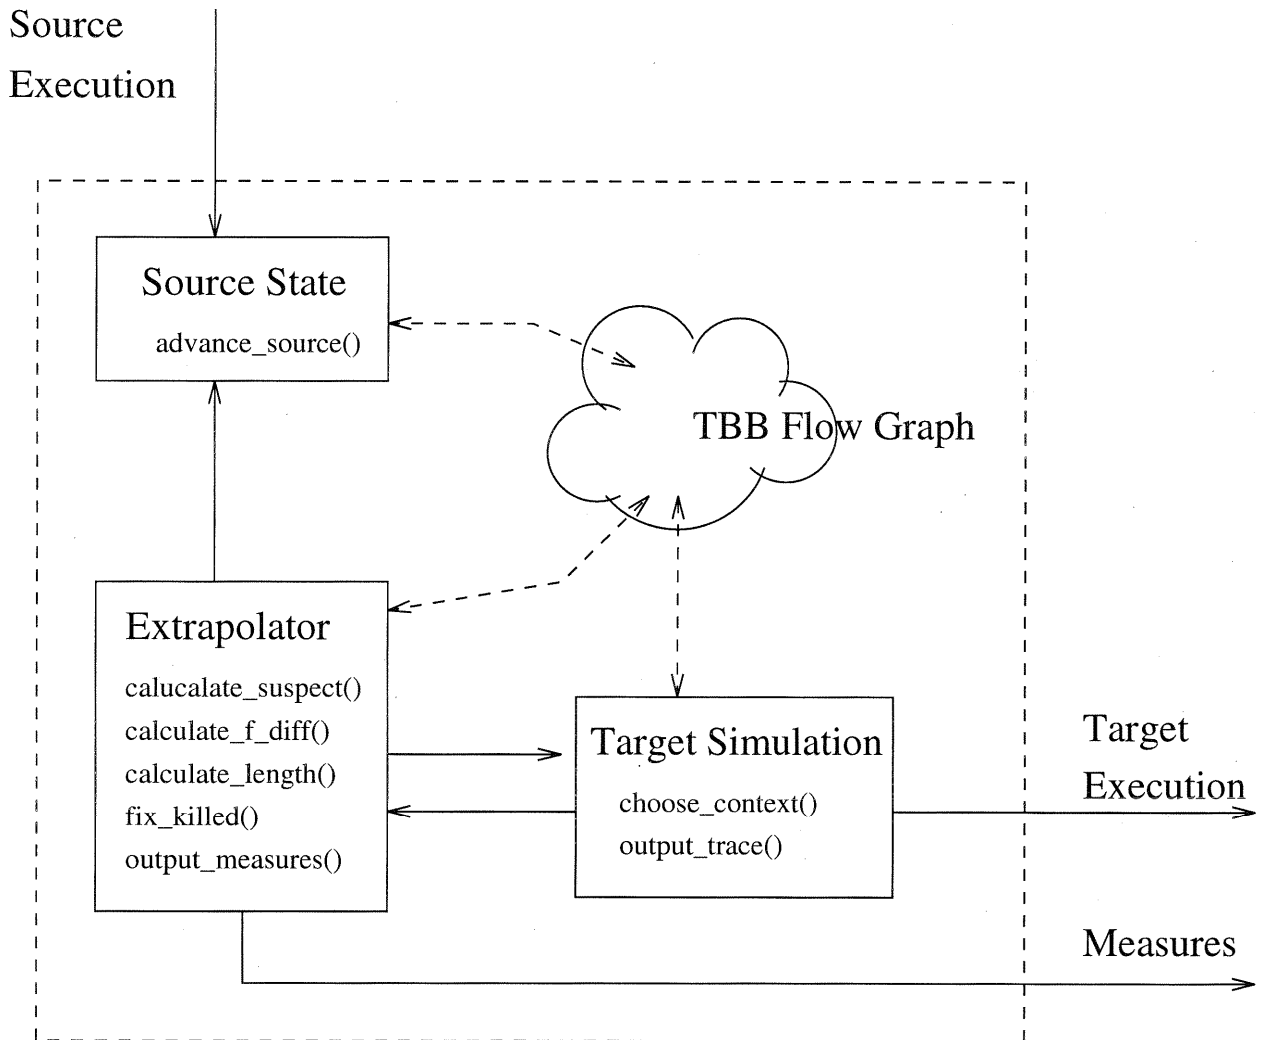 Source
Execution
Source State
advance_source()
TBB Flow Graph
Extrapolator
calucalate_suspect()
calculate_f_diff()
calculate_length()
fix_killed()
output_measures()
Target Simulation
choose_context()
output_trace()
Target
Execution
Measures